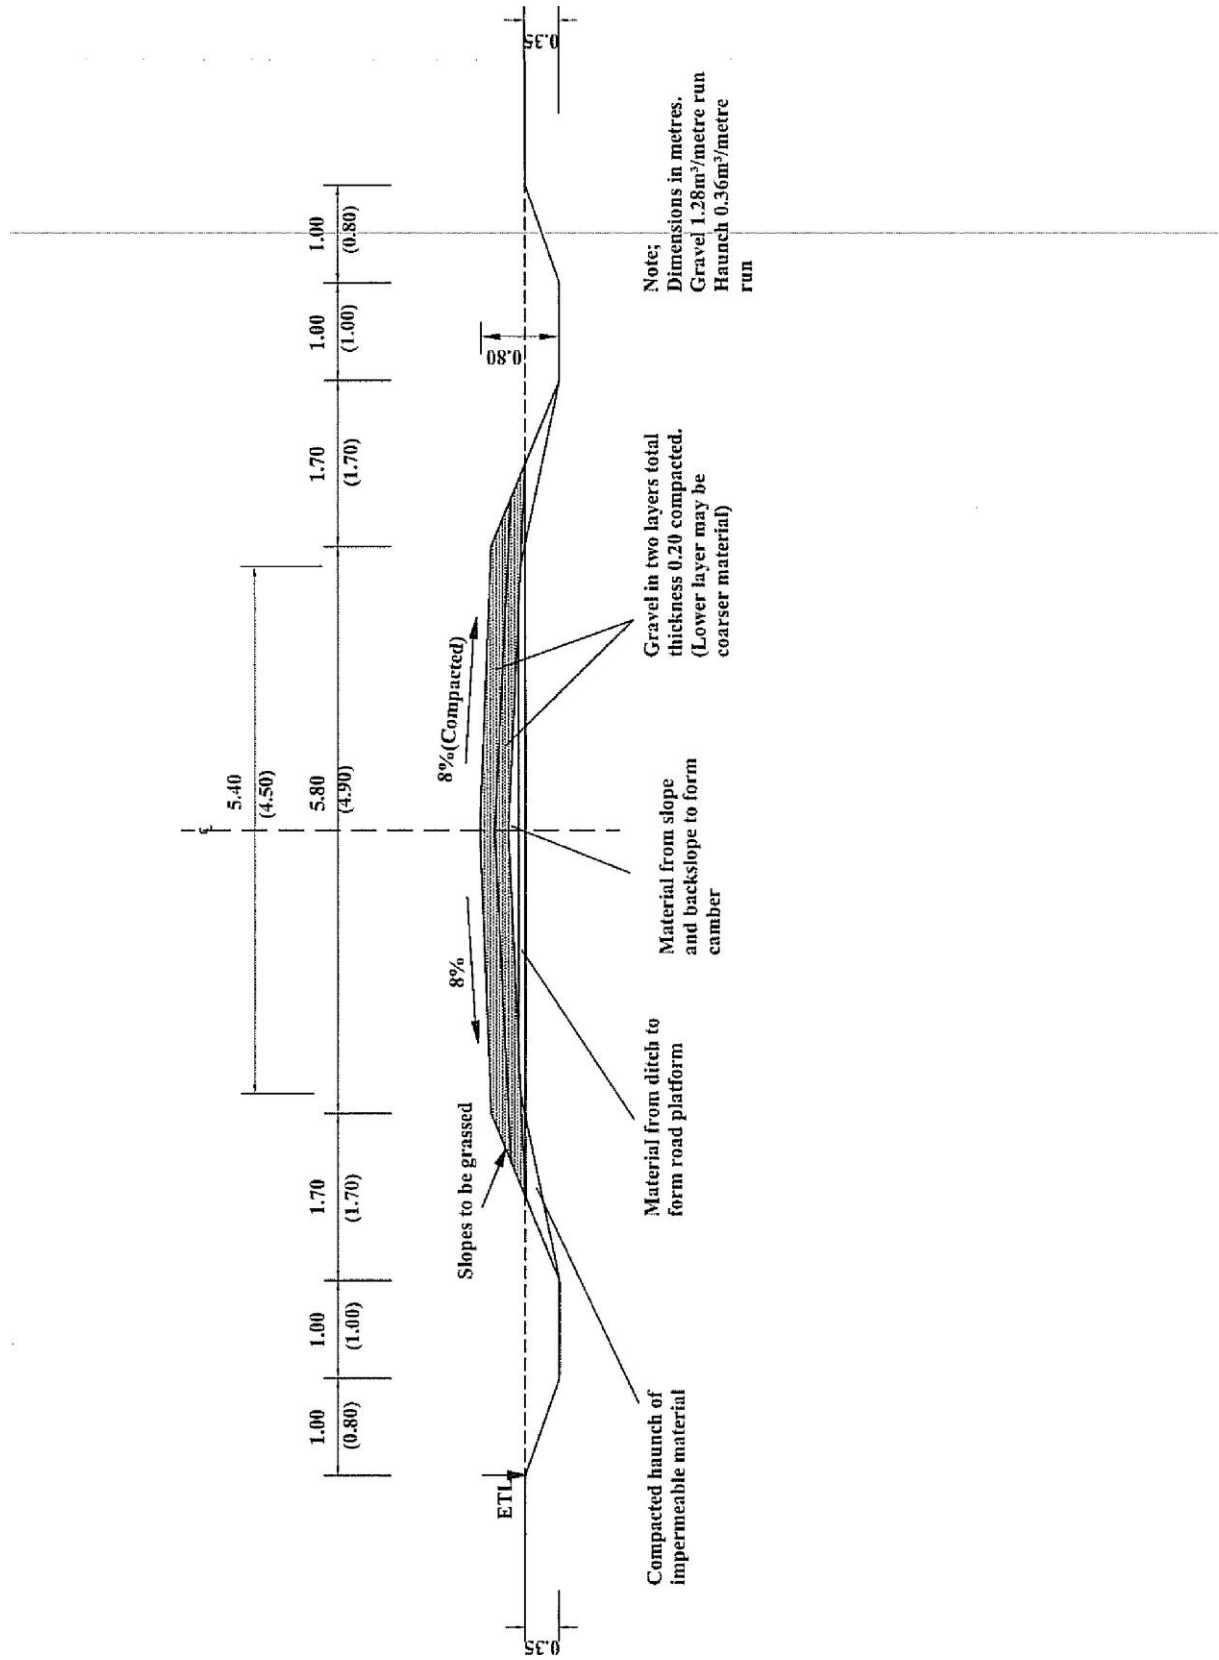 5.40
(4.50)
1.00
(0.80)
1.00
(1.00)
1.70
(1.70)
5.80
(4.90)
1.70
(1.70)
1.00
(1.00)
1.00
(0.80)
℄
8%
8%(Compacted)
Slopes to be grassed
0.80
ETL
0.35
0.35
Compacted haunch of
impermeable material
Material from ditch to
form road platform
Material from slope
and backslope to form
camber
Gravel in two layers total
thickness 0.20 compacted.
(Lower layer may be
coarser material)
Note;
Dimensions in metres.
Gravel 1.28m³/metre run
Haunch 0.36m³/metre
run